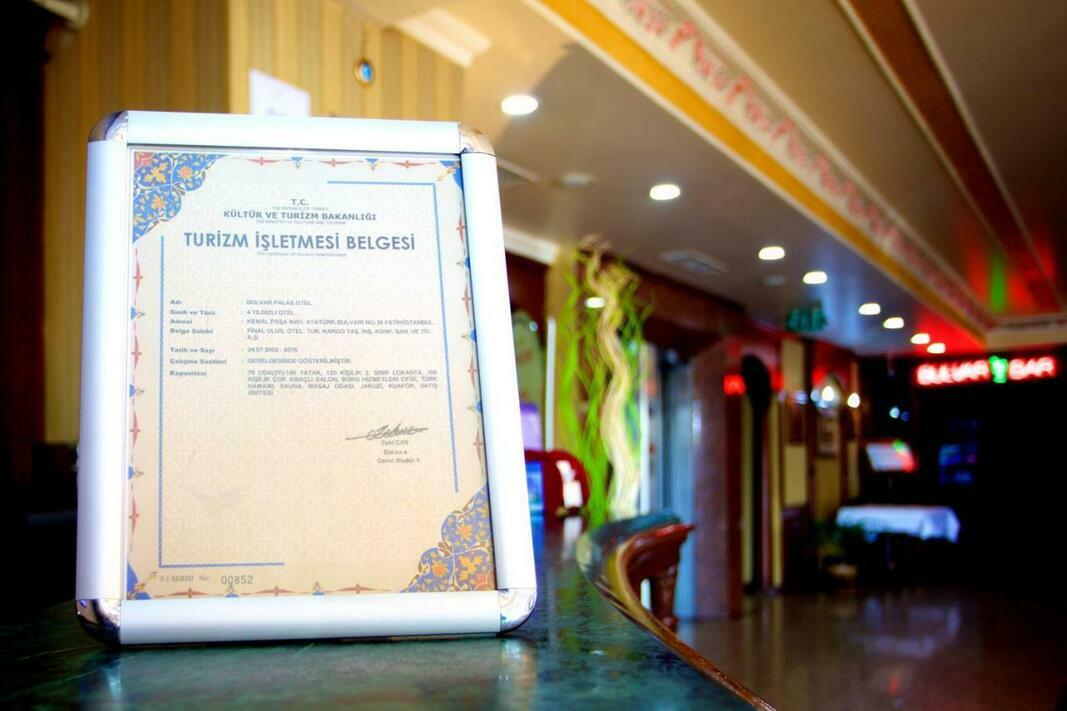 T.C.
THE REPUBLIC OF TURKEY
KÜLTÜR VE TURİZM BAKANLIĞI
THE MINISTRY OF CULTURE AND TOURISM
TURİZM İŞLETMESİ BELGESİ
Adı : BULVAR PALAS OTEL
Sınıfı ve Türü : 4 YILDIZLI OTEL
Adresi : KEMAL PAŞA MAH. ATATÜRK BULVARI NO:36 FATİH/İSTANBUL
Belge Sahibi : FİNAL ULUS. OTEL. TUR. KARGO TAŞ. İNŞ. KONF. SAN. VE TİC.
A.Ş.
Tarih ve Sayı : 24.07.2002 - 8576
Çalışma Saatleri : GENELGESİNDE GÖSTERİLMİŞTİR.
Kapasitesi : 70 ODA(2Y)-140 YATAK, 120 KİŞİLİK 2. SINIF LOKANTA, 100
KİŞİLİK ÇOK AMAÇLI SALON, BÜRO HİZMETLERİ OFİSİ, TÜRK
HAMAMI, SAUNA, MASAJ ODASI, JAKUZİ, KUAFÖR, SATIŞ
ÜNİTESİ
Zeki CAN
Bakan a.
Genel Müdür V.
T-I SERİSİ No: 00852
BULVAR BAR